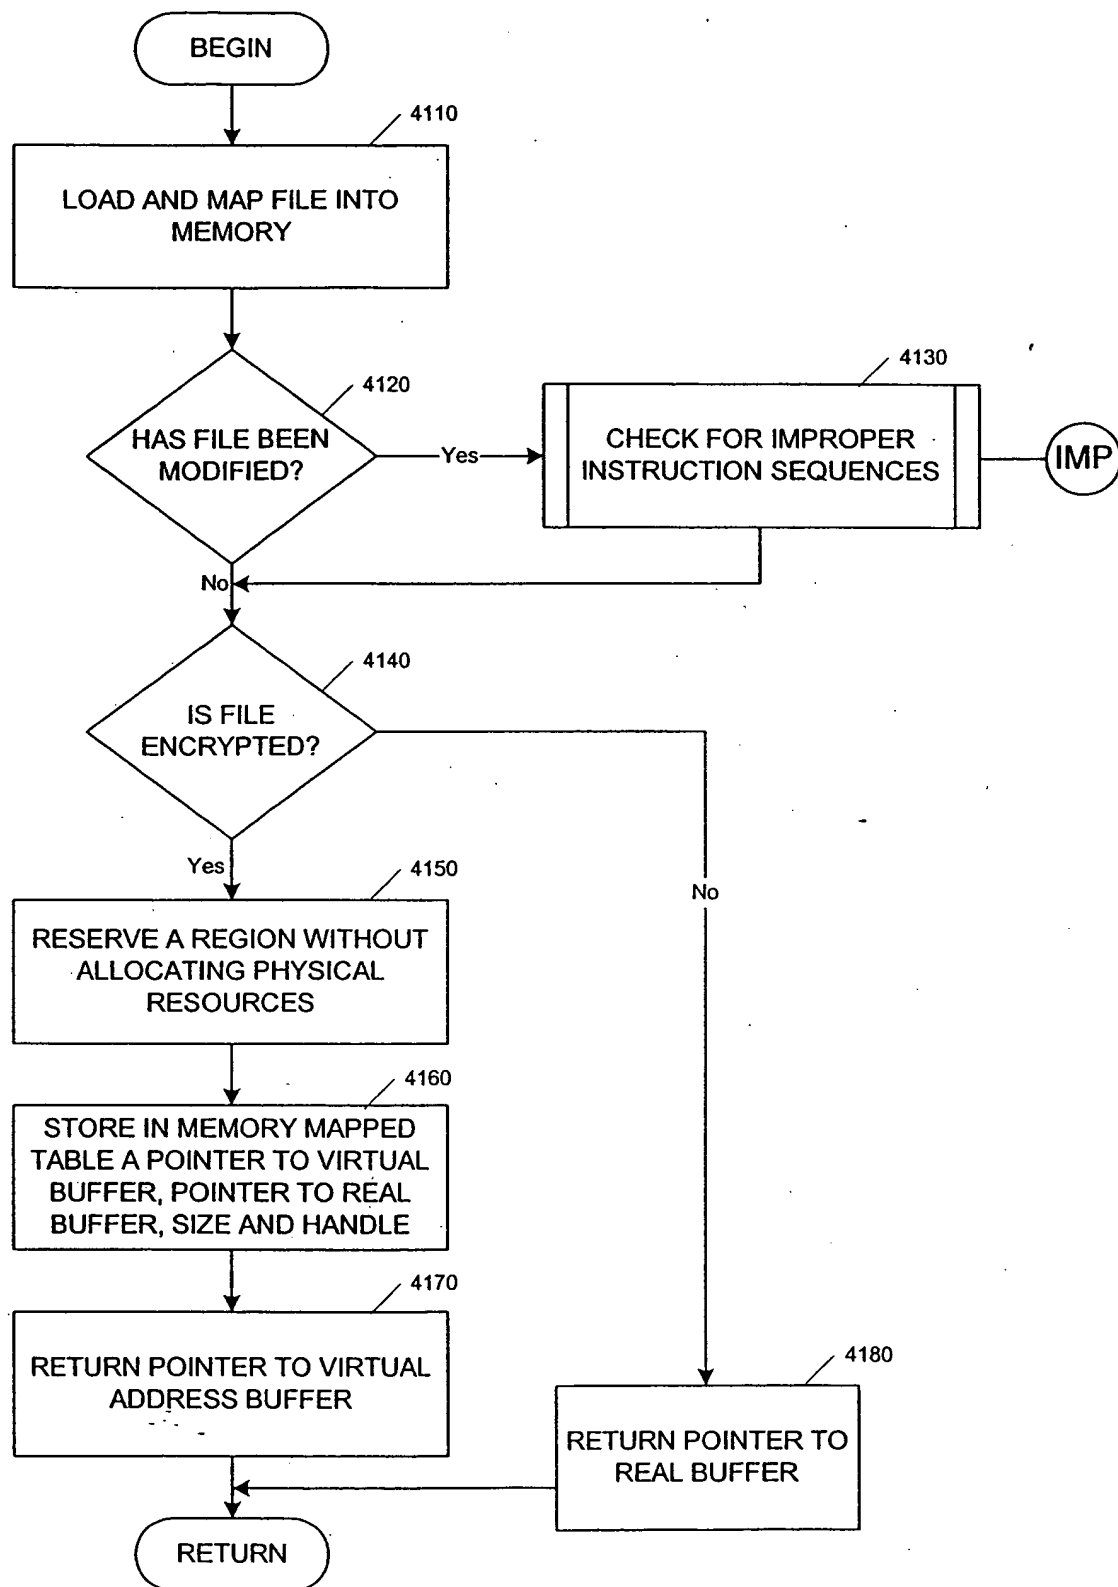 BEGIN
4110
LOAD AND MAP FILE INTO
MEMORY
4120
HAS FILE BEEN
MODIFIED?
Yes
4130
CHECK FOR IMPROPER
INSTRUCTION SEQUENCES
IMP
No
4140
IS FILE
ENCRYPTED?
Yes
No
4150
RESERVE A REGION WITHOUT
ALLOCATING PHYSICAL
RESOURCES
4160
STORE IN MEMORY MAPPED
TABLE A POINTER TO VIRTUAL
BUFFER, POINTER TO REAL
BUFFER, SIZE AND HANDLE
4170
RETURN POINTER TO VIRTUAL
ADDRESS BUFFER
4180
RETURN POINTER TO
REAL BUFFER
RETURN